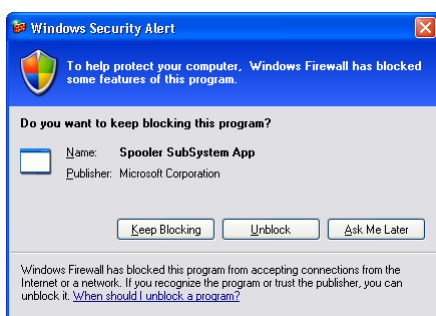 Windows Security Alert
To help protect your computer, Windows Firewall has blocked
some features of this program.
Do you want to keep blocking this program?
Name: Spooler SubSystem App
Publisher: Microsoft Corporation
Keep Blocking Unblock Ask Me Later
Windows Firewall has blocked this program from accepting connections from the
Internet or a network. If you recognize the program or trust the publisher, you can
unblock it. When should I unblock a program?